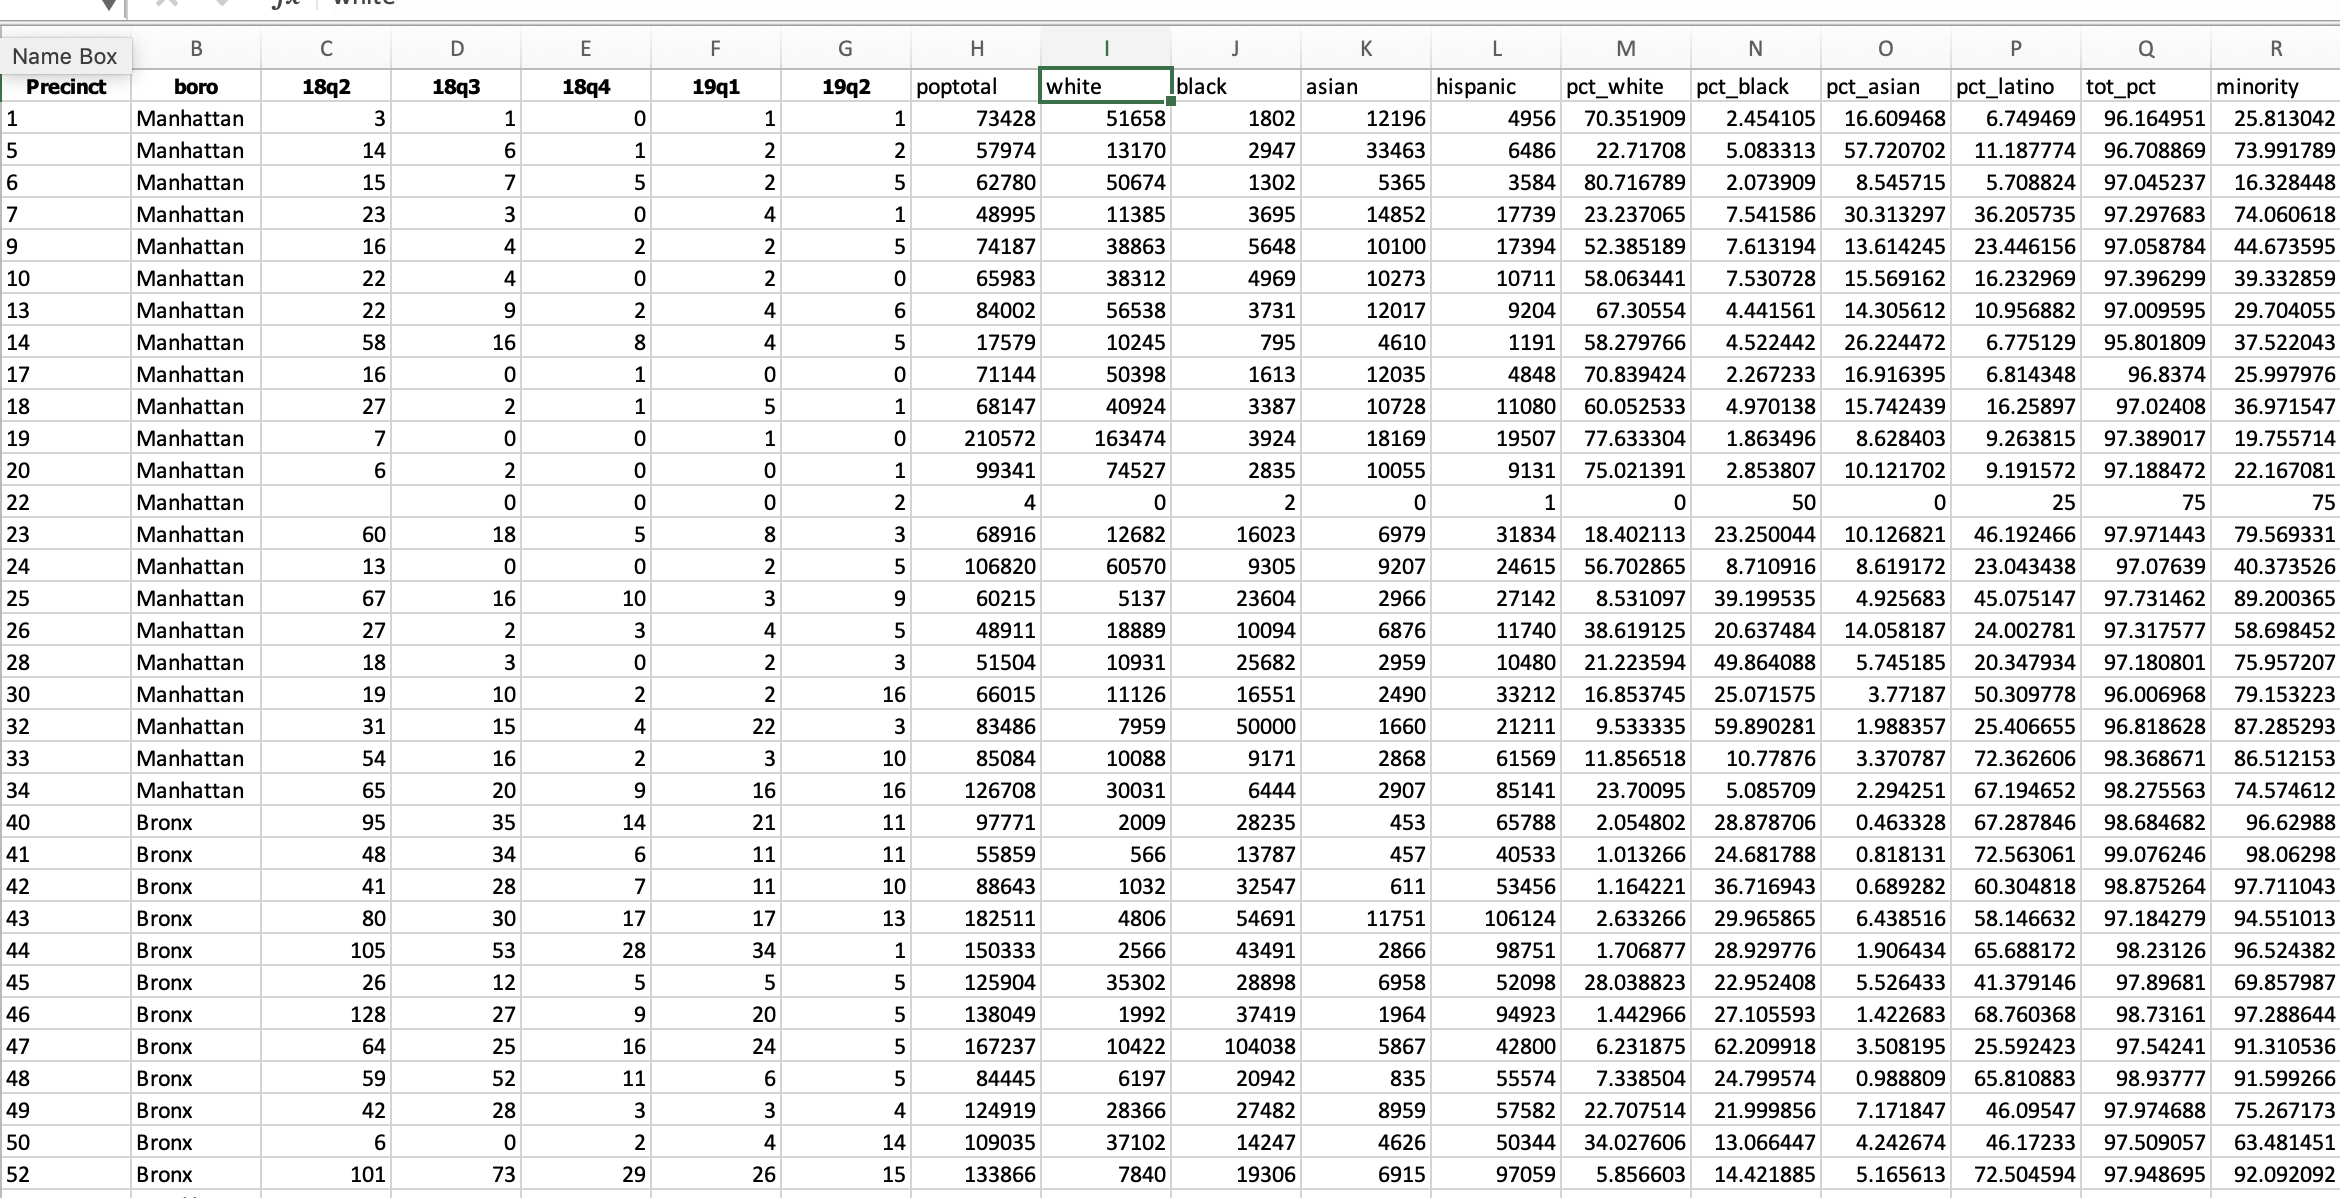 fx white
Name Box B C D E F G H I J K L M N O P Q R
Precinct boro 18q2 18q3 18q4 19q1 19q2 poptotal white black asian hispanic pct_white pct_black pct_asian pct_latino tot_pct minority
1 Manhattan 3 1 0 1 1 73428 51658 1802 12196 4956 70.351909 2.454105 16.609468 6.749469 96.164951 25.813042
5 Manhattan 14 6 1 2 2 57974 13170 2947 33463 6486 22.71708 5.083313 57.720702 11.187774 96.708869 73.991789
6 Manhattan 15 7 5 2 5 62780 50674 1302 5365 3584 80.716789 2.073909 8.545715 5.708824 97.045237 16.328448
7 Manhattan 23 3 0 4 1 48995 11385 3695 14852 17739 23.237065 7.541586 30.313297 36.205735 97.297683 74.060618
9 Manhattan 16 4 2 2 5 74187 38863 5648 10100 17394 52.385189 7.613194 13.614245 23.446156 97.058784 44.673595
10 Manhattan 22 4 0 2 0 65983 38312 4969 10273 10711 58.063441 7.530728 15.569162 16.232969 97.396299 39.332859
13 Manhattan 22 9 2 4 6 84002 56538 3731 12017 9204 67.30554 4.441561 14.305612 10.956882 97.009595 29.704055
14 Manhattan 58 16 8 4 5 17579 10245 795 4610 1191 58.279766 4.522442 26.224472 6.775129 95.801809 37.522043
17 Manhattan 16 0 1 0 0 71144 50398 1613 12035 4848 70.839424 2.267233 16.916395 6.814348 96.8374 25.997976
18 Manhattan 27 2 1 5 1 68147 40924 3387 10728 11080 60.052533 4.970138 15.742439 16.25897 97.02408 36.971547
19 Manhattan 7 0 0 1 0 210572 163474 3924 18169 19507 77.633304 1.863496 8.628403 9.263815 97.389017 19.755714
20 Manhattan 6 2 0 0 1 99341 74527 2835 10055 9131 75.021391 2.853807 10.121702 9.191572 97.188472 22.167081
22 Manhattan 0 0 0 2 4 0 2 0 1 0 50 0 25 75 75
23 Manhattan 60 18 5 8 3 68916 12682 16023 6979 31834 18.402113 23.250044 10.126821 46.192466 97.971443 79.569331
24 Manhattan 13 0 0 2 5 106820 60570 9305 9207 24615 56.702865 8.710916 8.619172 23.043438 97.07639 40.373526
25 Manhattan 67 16 10 3 9 60215 5137 23604 2966 27142 8.531097 39.199535 4.925683 45.075147 97.731462 89.200365
26 Manhattan 27 2 3 4 5 48911 18889 10094 6876 11740 38.619125 20.637484 14.058187 24.002781 97.317577 58.698452
28 Manhattan 18 3 0 2 3 51504 10931 25682 2959 10480 21.223594 49.864088 5.745185 20.347934 97.180801 75.957207
30 Manhattan 19 10 2 2 16 66015 11126 16551 2490 33212 16.853745 25.071575 3.77187 50.309778 96.006968 79.153223
32 Manhattan 31 15 4 22 3 83486 7959 50000 1660 21211 9.533335 59.890281 1.988357 25.406655 96.818628 87.285293
33 Manhattan 54 16 2 3 10 85084 10088 9171 2868 61569 11.856518 10.77876 3.370787 72.362606 98.368671 86.512153
34 Manhattan 65 20 9 16 16 126708 30031 6444 2907 85141 23.70095 5.085709 2.294251 67.194652 98.275563 74.574612
40 Bronx 95 35 14 21 11 97771 2009 28235 453 65788 2.054802 28.878706 0.463328 67.287846 98.684682 96.62988
41 Bronx 48 34 6 11 11 55859 566 13787 457 40533 1.013266 24.681788 0.818131 72.563061 99.076246 98.06298
42 Bronx 41 28 7 11 10 88643 1032 32547 611 53456 1.164221 36.716943 0.689282 60.304818 98.875264 97.711043
43 Bronx 80 30 17 17 13 182511 4806 54691 11751 106124 2.633266 29.965865 6.438516 58.146632 97.184279 94.551013
44 Bronx 105 53 28 34 1 150333 2566 43491 2866 98751 1.706877 28.929776 1.906434 65.688172 98.23126 96.524382
45 Bronx 26 12 5 5 5 125904 35302 28898 6958 52098 28.038823 22.952408 5.526433 41.379146 97.89681 69.857987
46 Bronx 128 27 9 20 5 138049 1992 37419 1964 94923 1.442966 27.105593 1.422683 68.760368 98.73161 97.288644
47 Bronx 64 25 16 24 5 167237 10422 104038 5867 42800 6.231875 62.209918 3.508195 25.592423 97.54241 91.310536
48 Bronx 59 52 11 6 5 84445 6197 20942 835 55574 7.338504 24.799574 0.988809 65.810883 98.93777 91.599266
49 Bronx 42 28 3 3 4 124919 28366 27482 8959 57582 22.707514 21.999856 7.171847 46.09547 97.974688 75.267173
50 Bronx 6 0 2 4 14 109035 37102 14247 4626 50344 34.027606 13.066447 4.242674 46.17233 97.509057 63.481451
52 Bronx 101 73 29 26 15 133866 7840 19306 6915 97059 5.856603 14.421885 5.165613 72.504594 97.948695 92.092092